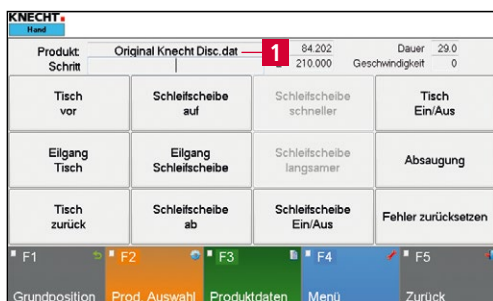 KNECHT
Hand
Produkt: Original Knecht Disc.dat 1 84.202 Dauer 29.0
Schritt 210.000 Geschwindigkeit 0
Tisch vor
Schleifscheibe auf
Schleifscheibe schneller
Tisch Ein/Aus
Eilgang Tisch
Eilgang Schleifscheibe
Schleifscheibe langsamer
Absaugung
Tisch zurück
Schleifscheibe ab
Schleifscheibe Ein/Aus
Fehler zurücksetzen
F1 F2 F3 F4 F5
Grundposition Prod_Auswahl Produktdaten Menü Zurück